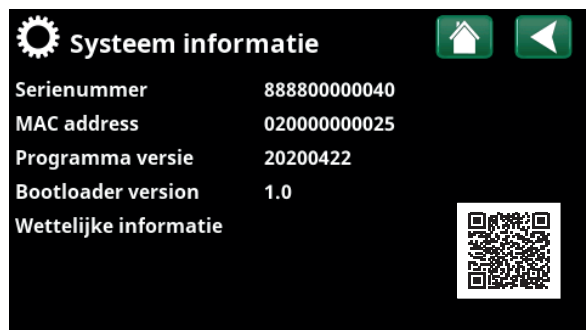 Systeem informatie
Serienummer 888800000040
MAC address 020000000025
Programma versie 20200422
Bootloader version 1.0
Wettelijke informatie